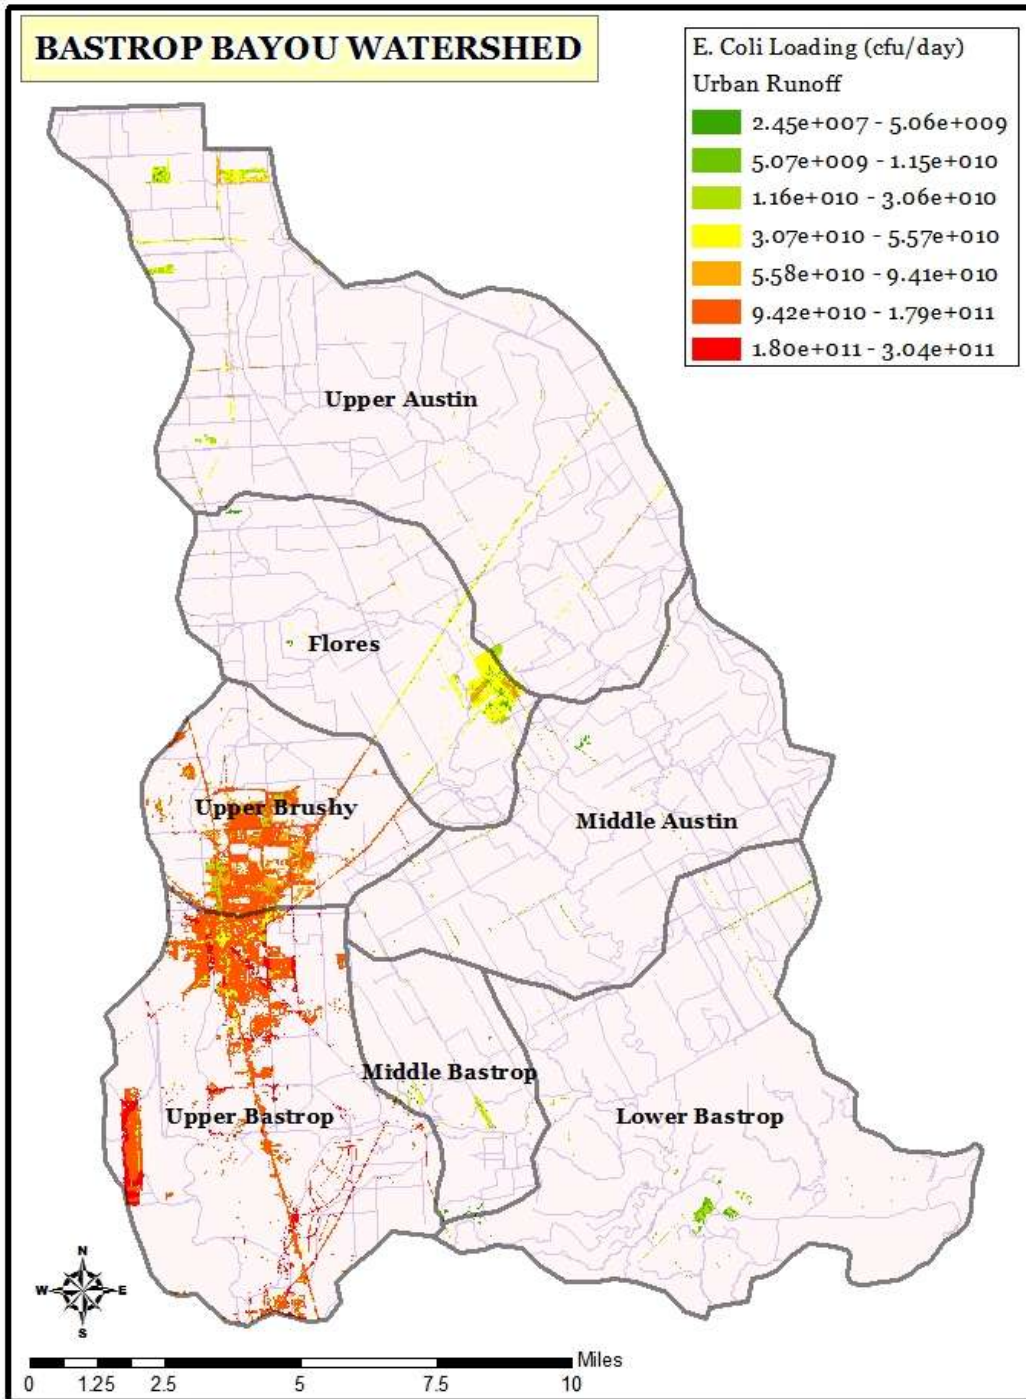 BASTROP BAYOU WATERSHED
E. Coli Loading (cfu/day)
Urban Runoff
2.45e+007 - 5.06e+009
5.07e+009 - 1.15e+010
1.16e+010 - 3.06e+010
3.07e+010 - 5.57e+010
5.58e+010 - 9.41e+010
9.42e+010 - 1.79e+011
1.80e+011 - 3.04e+011
Upper Austin
Flores
Upper Brushy
Middle Austin
Middle Bastrop
Upper Bastrop
Lower Bastrop
N
W E
S
Miles
0 1.25 2.5 5 7.5 10